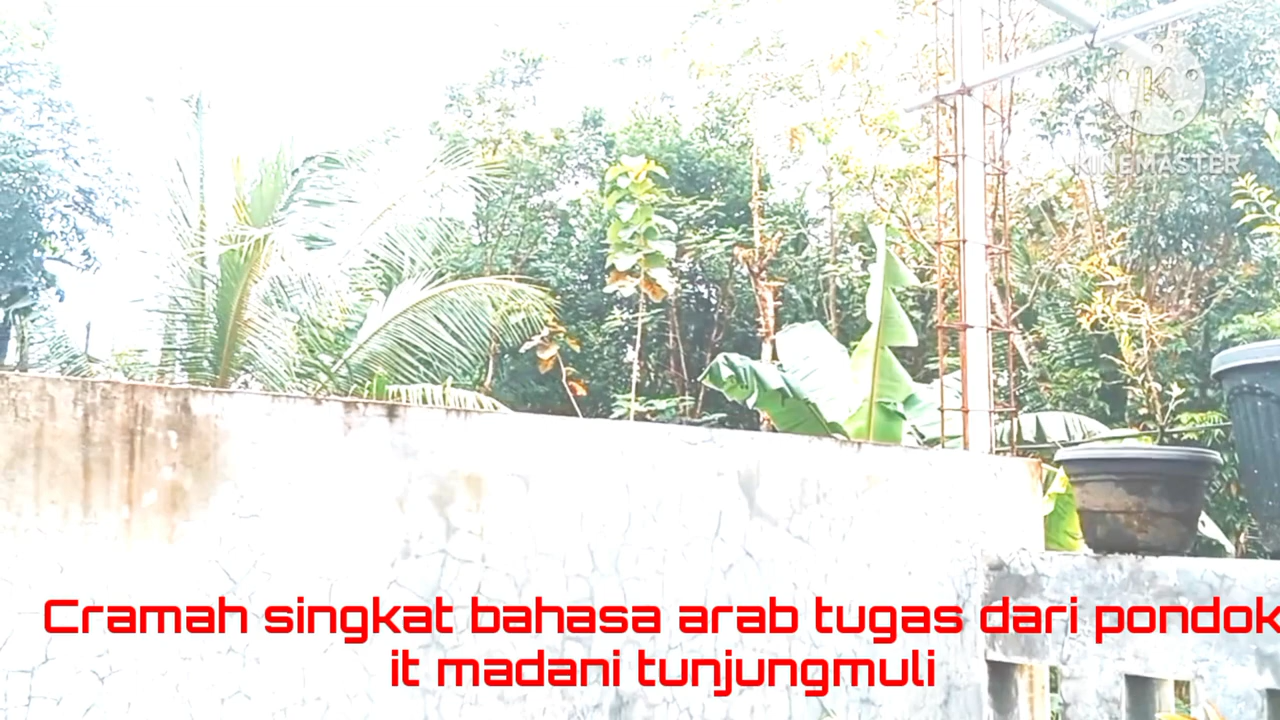 K
KINEMASTER
Cramah singkat bahasa arab tugas dari pondok
it madani tunjungmuli